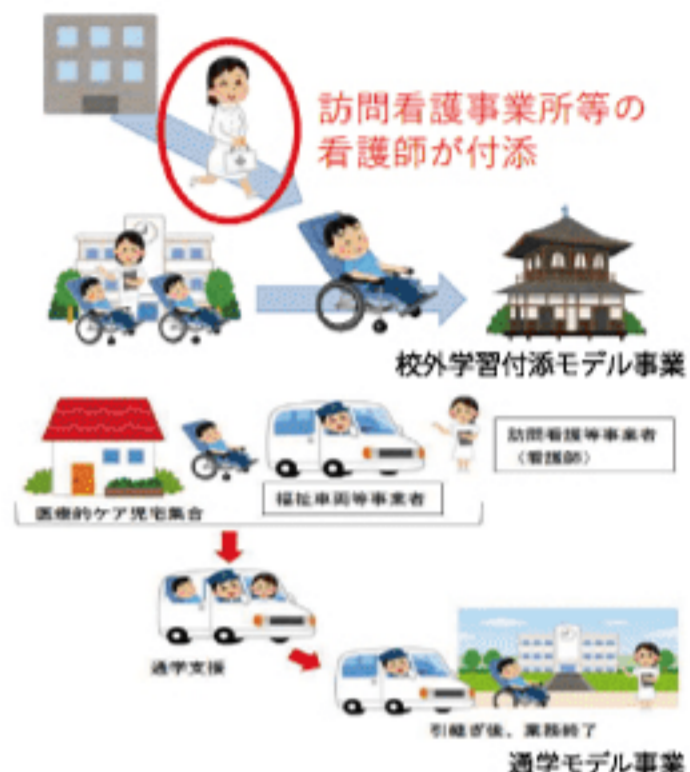 訪問看護事業所等の
看護師が付添
校外学習付添モデル事業
訪問看護等事業者
(看護師)
福祉車両等事業者
医療的ケア児宅集合
通学支援
引継ぎ後、業務終了
通学モデル事業